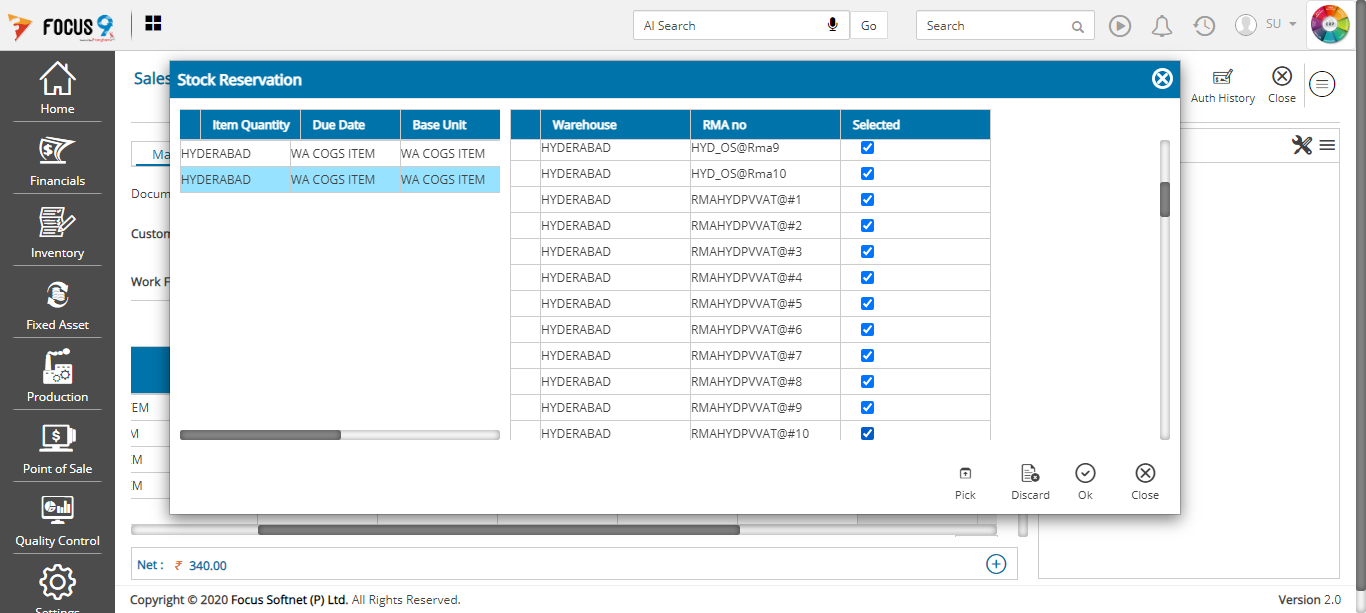 FOCUS 9
AI Search
Go
Search
SU
ERP
Home
Financials
Inventory
Fixed Asset
Production
Point of Sale
Quality Control
Settings
Sales
Auth History
Close
Ma
Docum
Custom
Work F
EM
M
M
M
Stock Reservation
Item Quantity Due Date Base Unit
HYDERABAD WA COGS ITEM WA COGS ITEM
HYDERABAD WA COGS ITEM WA COGS ITEM
Warehouse RMA no Selected
HYDERABAD HYD_OS@Rma9
HYDERABAD HYD_OS@Rma10
HYDERABAD RMAHYDPVVAT@#1
HYDERABAD RMAHYDPVVAT@#2
HYDERABAD RMAHYDPVVAT@#3
HYDERABAD RMAHYDPVVAT@#4
HYDERABAD RMAHYDPVVAT@#5
HYDERABAD RMAHYDPVVAT@#6
HYDERABAD RMAHYDPVVAT@#7
HYDERABAD RMAHYDPVVAT@#8
HYDERABAD RMAHYDPVVAT@#9
HYDERABAD RMAHYDPVVAT@#10
Pick
Discard
Ok
Close
Net : ₹ 340.00
Copyright © 2020 Focus Softnet (P) Ltd. All Rights Reserved.
Version 2.0